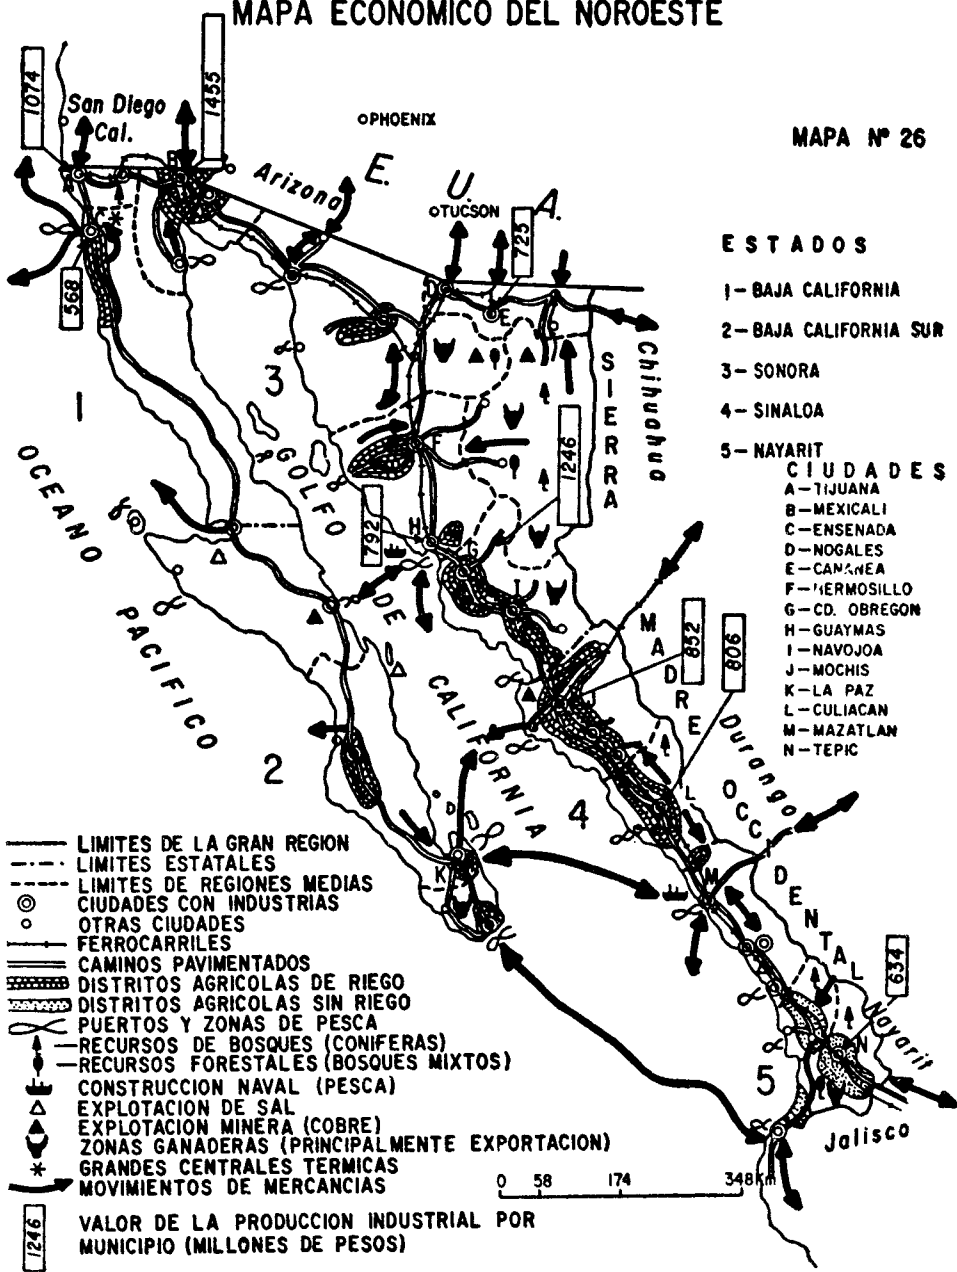 MAPA ECONOMICO DEL NOROESTE
MAPA Nº 26
1074
1455
San Diego
Cal.
PHOENIX
Arizona
E. U. A.
TUCSON
725
568
ESTADOS
1-BAJA CALIFORNIA
2-BAJA CALIFORNIA SUR
3-SONORA
4-SINALOA
5-NAYARIT
CIUDADES
A-TIJUANA
B-MEXICALI
C-ENSENADA
D-NOGALES
E-CANANEA
F-HERMOSILLO
G-CD. OBREGON
H-GUAYMAS
I-NAVOJOA
J-MOCHIS
K-LA PAZ
L-CULIACAN
M-MAZATLAN
N-TEPIC
Chihuahua
SIERRA
MADRE
OCCIDENTAL
1246
792
852
806
634
Durango
Nayarit
Jalisco
OCEANO
PACIFICO
GOLFO
DE
CALIFORNIA
1
2
3
4
5
D
E
F
H
G
I
J
L
K
M
N
LIMITES DE LA GRAN REGION
LIMITES ESTATALES
LIMITES DE REGIONES MEDIAS
CIUDADES CON INDUSTRIAS
OTRAS CIUDADES
FERROCARRILES
CAMINOS PAVIMENTADOS
DISTRITOS AGRICOLAS DE RIEGO
DISTRITOS AGRICOLAS SIN RIEGO
PUERTOS Y ZONAS DE PESCA
RECURSOS DE BOSQUES (CONIFERAS)
RECURSOS FORESTALES (BOSQUES MIXTOS)
CONSTRUCCION NAVAL (PESCA)
EXPLOTACION DE SAL
EXPLOTACION MINERA (COBRE)
ZONAS GANADERAS (PRINCIPALMENTE EXPORTACION)
GRANDES CENTRALES TERMICAS
MOVIMIENTOS DE MERCANCIAS
0 58 174 348Km
1246
VALOR DE LA PRODUCCION INDUSTRIAL POR
MUNICIPIO (MILLONES DE PESOS)